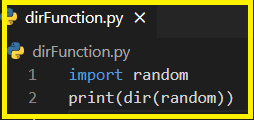 dirFunction.py ×
dirFunction.py
1 import random
2 print(dir(random))